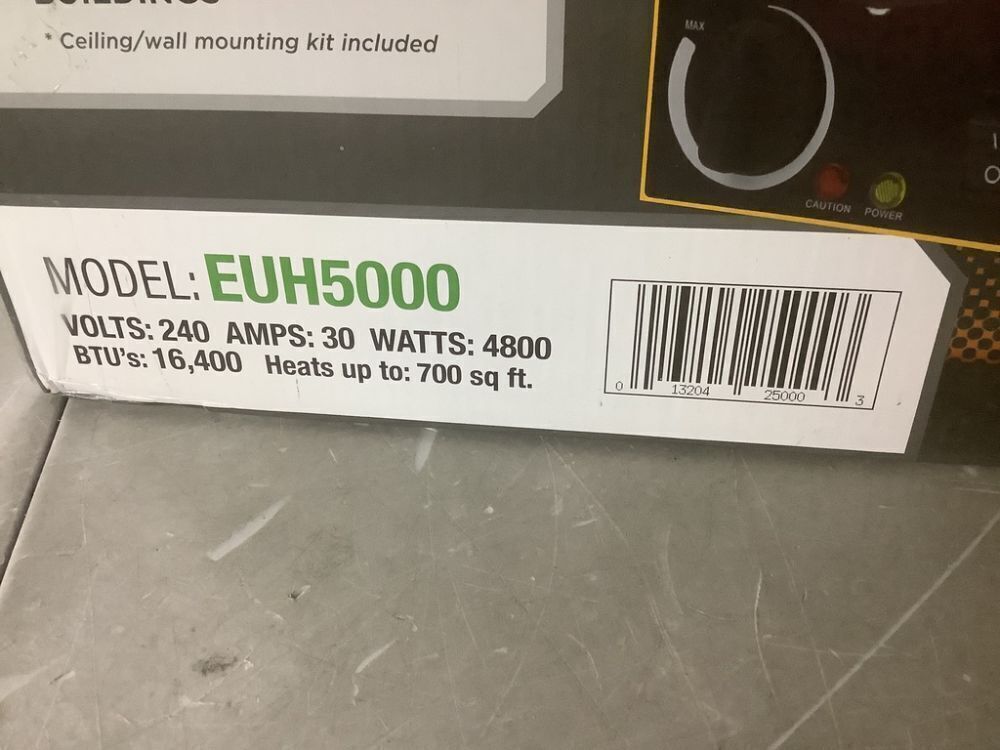 * Ceiling/wall mounting kit included
MAX
CAUTION POWER
MODEL: EUH5000
VOLTS: 240 AMPS: 30 WATTS: 4800
BTU's: 16,400 Heats up to: 700 sq ft.
0 13204 25000 3